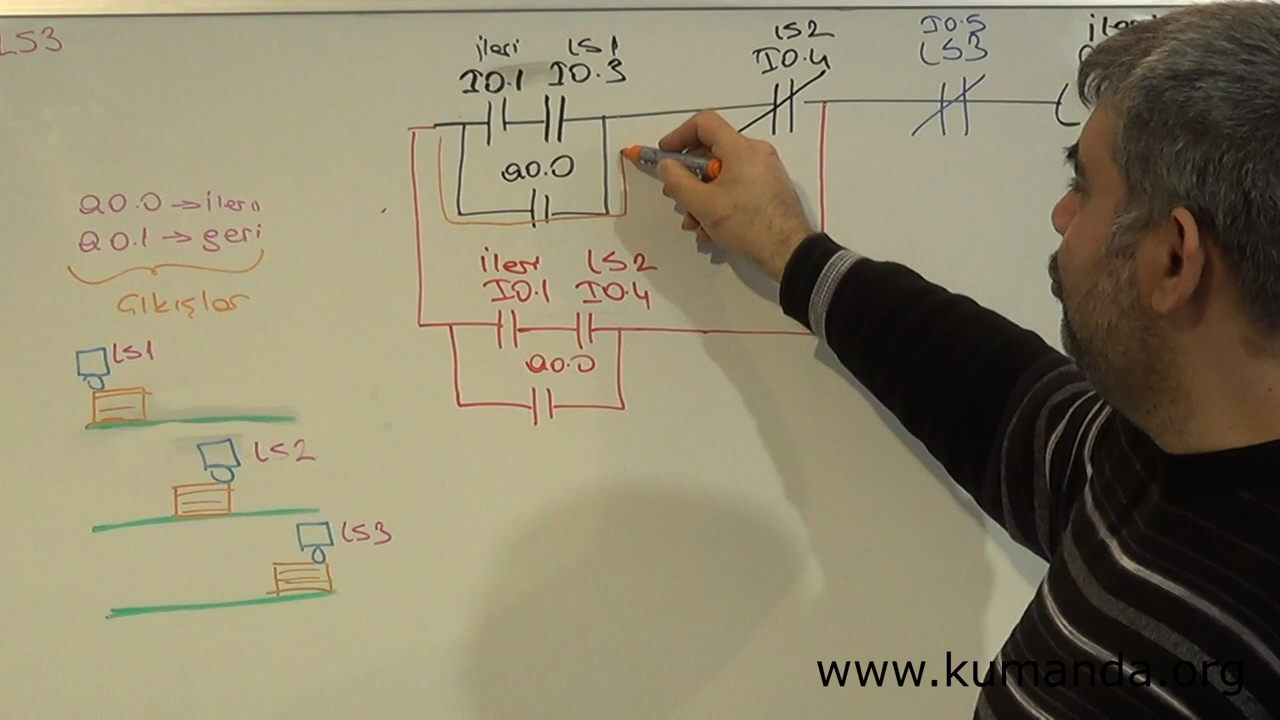 LS3
ileri LS1
I0.1 I0.3
Q0.0
LS2
I0.4
I0.5
LS3
ileri
Q0.0 → ileri
Q0.1 → geri
Çıkışlar
ileri LS2
I0.1 I0.4
Q0.0
LS1
LS2
LS3
www.kumanda.org